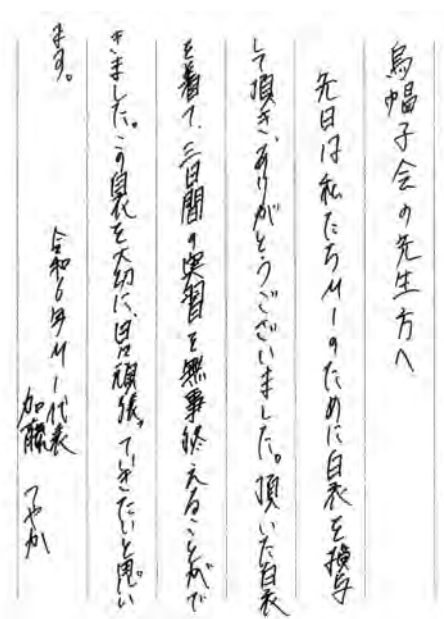 烏帽子会の先生方へ
先日は私たちM1のために白衣を授与
して頂き、ありがとうございました。頂いた白衣
を着て、三日間の実習を無事終えることがで
きました。この白衣を大切に、日々頑張っていきたいと思い
ます。
令和6年M1代表
加藤 つやか